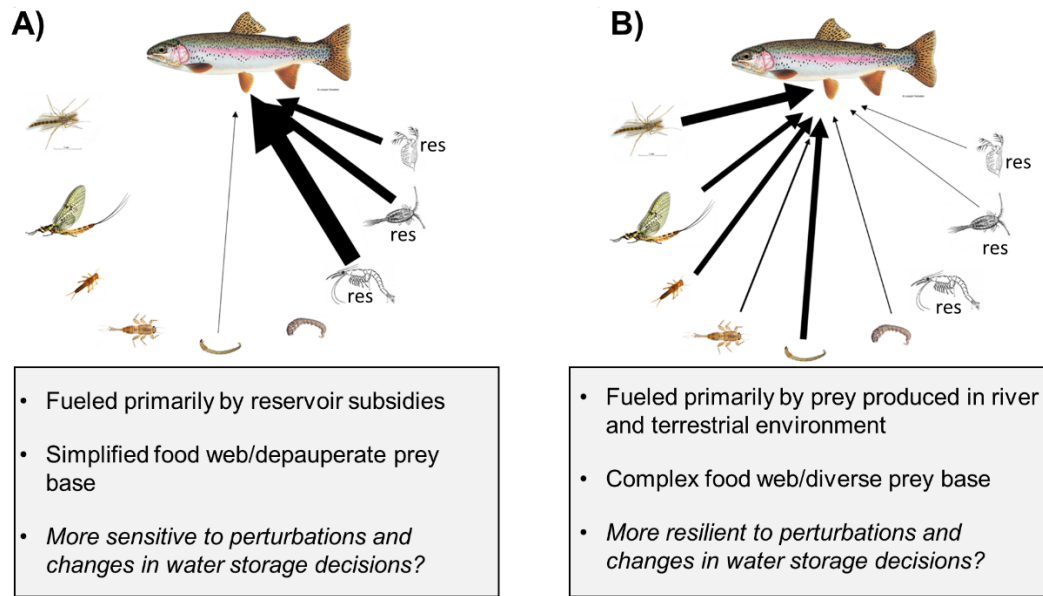 A)
res
res
res
• Fueled primarily by reservoir subsidies
• Simplified food web/depauperate prey
base
• More sensitive to perturbations and
changes in water storage decisions?
B)
res
res
res
• Fueled primarily by prey produced in river
and terrestrial environment
• Complex food web/diverse prey base
• More resilient to perturbations and
changes in water storage decisions?